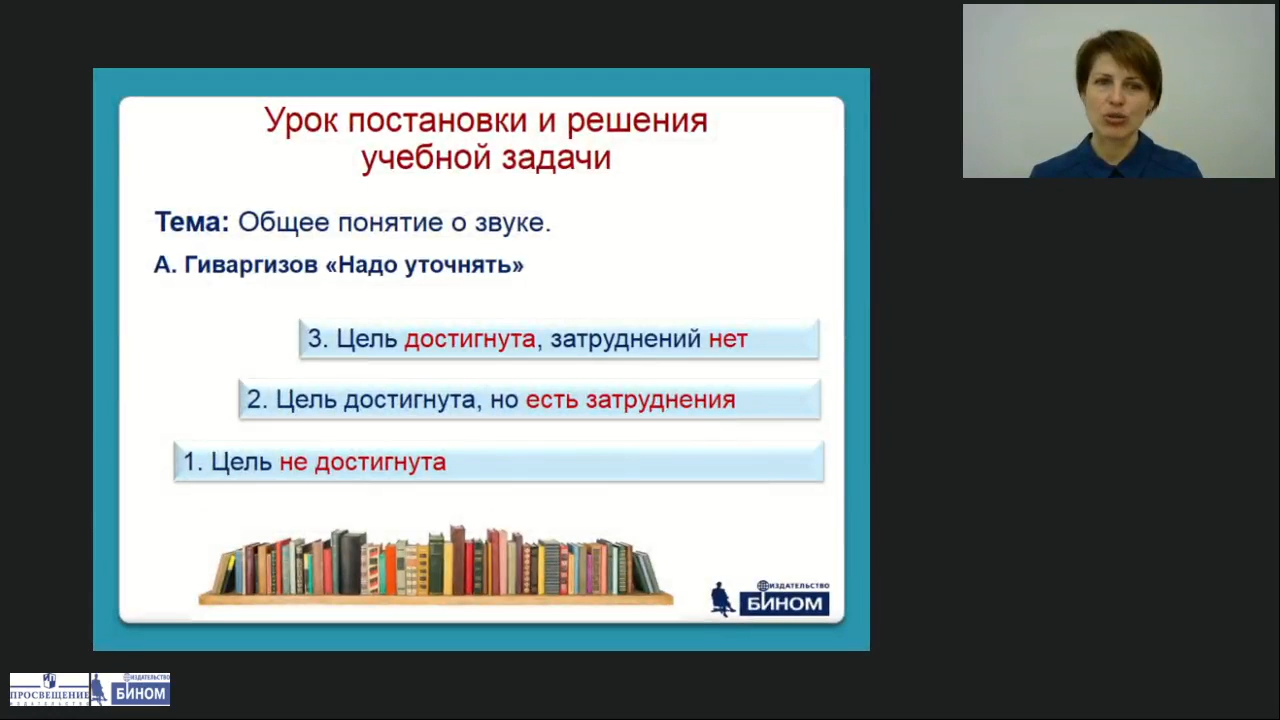 Урок постановки и решения
учебной задачи
Тема: Общее понятие о звуке.
А. Гиваргизов «Надо уточнять»
3. Цель достигнута, затруднений нет
2. Цель достигнута, но есть затруднения
1. Цель не достигнута
ИЗДАТЕЛЬСТВО
БИНОМ
ПРОСВЕЩЕНИЕ
ИЗДАТЕЛЬСТВО
ИЗДАТЕЛЬСТВО
БИНОМ